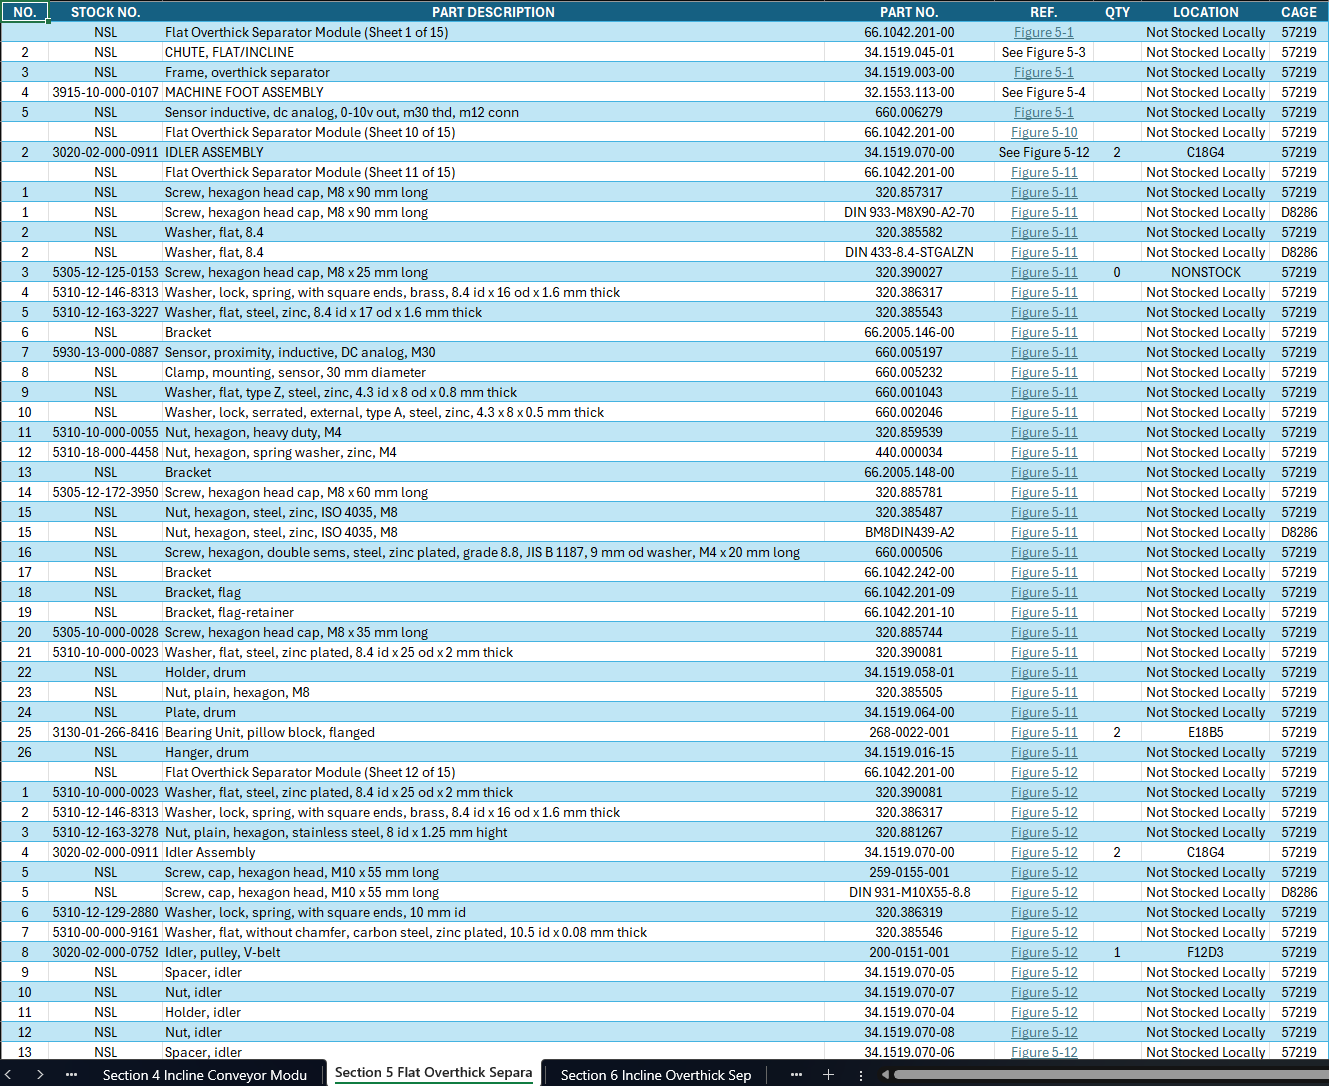 NO. STOCK NO. PART DESCRIPTION PART NO. REF. QTY LOCATION CAGE
NSL Flat Overthick Separator Module (Sheet 1 of 15) 66.1042.201-00 Figure 5-1 Not Stocked Locally 57219
2 NSL CHUTE, FLAT/INCLINE 34.1519.045-01 See Figure 5-3 Not Stocked Locally 57219
3 NSL Frame, overthick separator 34.1519.003-00 Figure 5-1 Not Stocked Locally 57219
4 3915-10-000-0107 MACHINE FOOT ASSEMBLY 32.1553.113-00 See Figure 5-4 Not Stocked Locally 57219
5 NSL Sensor inductive, dc analog, 0-10v out, m30 thd, m12 conn 660.006279 Figure 5-1 Not Stocked Locally 57219
NSL Flat Overthick Separator Module (Sheet 10 of 15) 66.1042.201-00 Figure 5-10 Not Stocked Locally 57219
2 3020-02-000-0911 IDLER ASSEMBLY 34.1519.070-00 See Figure 5-12 2 C18G4 57219
NSL Flat Overthick Separator Module (Sheet 11 of 15) 66.1042.201-00 Figure 5-11 Not Stocked Locally 57219
1 NSL Screw, hexagon head cap, M8 x 90 mm long 320.857317 Figure 5-11 Not Stocked Locally 57219
1 NSL Screw, hexagon head cap, M8 x 90 mm long DIN 933-M8X90-A2-70 Figure 5-11 Not Stocked Locally D8286
2 NSL Washer, flat, 8.4 320.385582 Figure 5-11 Not Stocked Locally 57219
2 NSL Washer, flat, 8.4 DIN 433-8.4-STGALZN Figure 5-11 Not Stocked Locally D8286
3 5305-12-125-0153 Screw, hexagon head cap, M8 x 25 mm long 320.390027 Figure 5-11 0 NONSTOCK 57219
4 5310-12-146-8313 Washer, lock, spring, with square ends, brass, 8.4 id x 16 od x 1.6 mm thick 320.386317 Figure 5-11 Not Stocked Locally 57219
5 5310-12-163-3227 Washer, flat, steel, zinc, 8.4 id x 17 od x 1.6 mm thick 320.385543 Figure 5-11 Not Stocked Locally 57219
6 NSL Bracket 66.2005.146-00 Figure 5-11 Not Stocked Locally 57219
7 5930-13-000-0887 Sensor, proximity, inductive, DC analog, M30 660.005197 Figure 5-11 Not Stocked Locally 57219
8 NSL Clamp, mounting, sensor, 30 mm diameter 660.005232 Figure 5-11 Not Stocked Locally 57219
9 NSL Washer, flat, type Z, steel, zinc, 4.3 id x 8 od x 0.8 mm thick 660.001043 Figure 5-11 Not Stocked Locally 57219
10 NSL Washer, lock, serrated, external, type A, steel, zinc, 4.3 x 8 x 0.5 mm thick 660.002046 Figure 5-11 Not Stocked Locally 57219
11 5310-10-000-0055 Nut, hexagon, heavy duty, M4 320.859539 Figure 5-11 Not Stocked Locally 57219
12 5310-18-000-4458 Nut, hexagon, spring washer, zinc, M4 440.000034 Figure 5-11 Not Stocked Locally 57219
13 NSL Bracket 66.2005.148-00 Figure 5-11 Not Stocked Locally 57219
14 5305-12-172-3950 Screw, hexagon head cap, M8 x 60 mm long 320.885781 Figure 5-11 Not Stocked Locally 57219
15 NSL Nut, hexagon, steel, zinc, ISO 4035, M8 320.385487 Figure 5-11 Not Stocked Locally 57219
15 NSL Nut, hexagon, steel, zinc, ISO 4035, M8 BM8DIN439-A2 Figure 5-11 Not Stocked Locally D8286
16 NSL Screw, hexagon, double sems, steel, zinc plated, grade 8.8, JIS B 1187, 9 mm od washer, M4 x 20 mm long 660.000506 Figure 5-11 Not Stocked Locally 57219
17 NSL Bracket 66.1042.242-00 Figure 5-11 Not Stocked Locally 57219
18 NSL Bracket, flag 66.1042.201-09 Figure 5-11 Not Stocked Locally 57219
19 NSL Bracket, flag-retainer 66.1042.201-10 Figure 5-11 Not Stocked Locally 57219
20 5305-10-000-0028 Screw, hexagon head cap, M8 x 35 mm long 320.885744 Figure 5-11 Not Stocked Locally 57219
21 5310-10-000-0023 Washer, flat, steel, zinc plated, 8.4 id x 25 od x 2 mm thick 320.390081 Figure 5-11 Not Stocked Locally 57219
22 NSL Holder, drum 34.1519.058-01 Figure 5-11 Not Stocked Locally 57219
23 NSL Nut, plain, hexagon, M8 320.385505 Figure 5-11 Not Stocked Locally 57219
24 NSL Plate, drum 34.1519.064-00 Figure 5-11 Not Stocked Locally 57219
25 3130-01-266-8416 Bearing Unit, pillow block, flanged 268-0022-001 Figure 5-11 2 E18B5 57219
26 NSL Hanger, drum 34.1519.016-15 Figure 5-11 Not Stocked Locally 57219
NSL Flat Overthick Separator Module (Sheet 12 of 15) 66.1042.201-00 Figure 5-12 Not Stocked Locally 57219
1 5310-10-000-0023 Washer, flat, steel, zinc plated, 8.4 id x 25 od x 2 mm thick 320.390081 Figure 5-12 Not Stocked Locally 57219
2 5310-12-146-8313 Washer, lock, spring, with square ends, brass, 8.4 id x 16 od x 1.6 mm thick 320.386317 Figure 5-12 Not Stocked Locally 57219
3 5310-12-163-3278 Nut, plain, hexagon, stainless steel, 8 id x 1.25 mm hight 320.881267 Figure 5-12 Not Stocked Locally 57219
4 3020-02-000-0911 Idler Assembly 34.1519.070-00 Figure 5-12 2 C18G4 57219
5 NSL Screw, cap, hexagon head, M10 x 55 mm long 259-0155-001 Figure 5-12 Not Stocked Locally 57219
5 NSL Screw, cap, hexagon head, M10 x 55 mm long DIN 931-M10X55-8.8 Figure 5-12 Not Stocked Locally D8286
6 5310-12-129-2880 Washer, lock, spring, with square ends, 10 mm id 320.386319 Figure 5-12 Not Stocked Locally 57219
7 5310-00-000-9161 Washer, flat, without chamfer, carbon steel, zinc plated, 10.5 id x 0.08 mm thick 320.385546 Figure 5-12 Not Stocked Locally 57219
8 3020-02-000-0752 Idler, pulley, V-belt 200-0151-001 Figure 5-12 1 F12D3 57219
9 NSL Spacer, idler 34.1519.070-05 Figure 5-12 Not Stocked Locally 57219
10 NSL Nut, idler 34.1519.070-07 Figure 5-12 Not Stocked Locally 57219
11 NSL Holder, idler 34.1519.070-04 Figure 5-12 Not Stocked Locally 57219
12 NSL Nut, idler 34.1519.070-08 Figure 5-12 Not Stocked Locally 57219
13 NSL Spacer, idler 34.1519.070-06 Figure 5-12 Not Stocked Locally 57219
Section 4 Incline Conveyor Modu Section 5 Flat Overthick Separa Section 6 Incline Overthick Sep